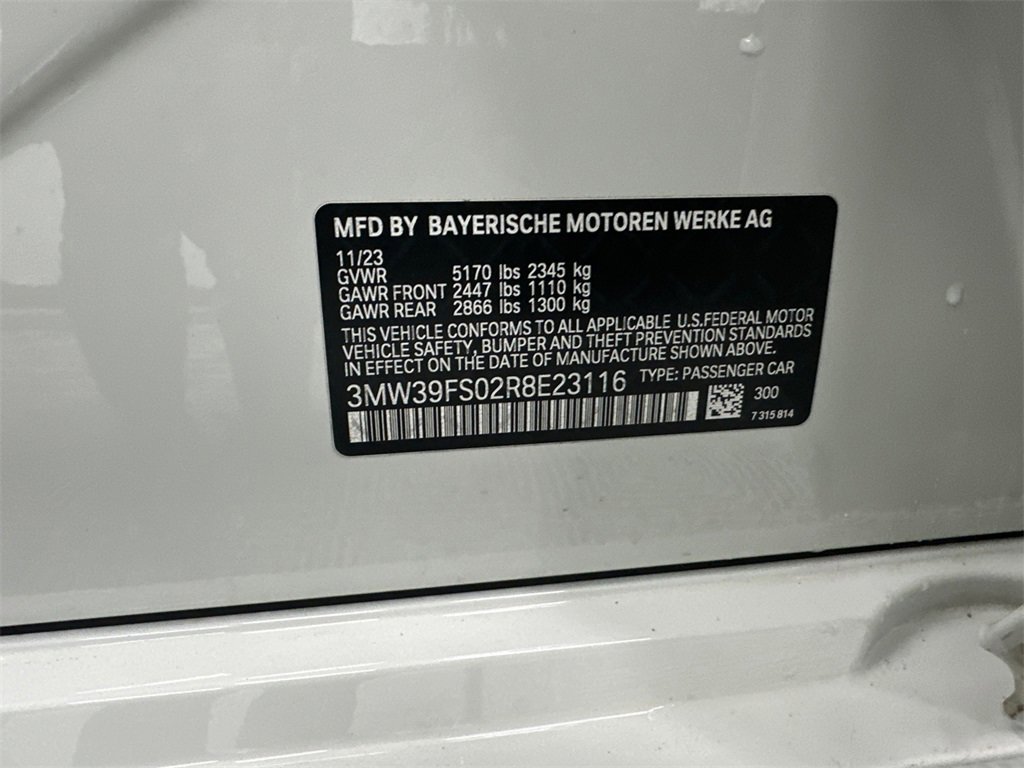 MFD BY BAYERISCHE MOTOREN WERKE AG
11/23
GVWR 5170 lbs 2345 kg
GAWR FRONT 2447 lbs 1110 kg
GAWR REAR 2866 lbs 1300 kg
THIS VEHICLE CONFORMS TO ALL APPLICABLE U.S.FEDERAL MOTOR
VEHICLE SAFETY, BUMPER AND THEFT PREVENTION STANDARDS
IN EFFECT ON THE DATE OF MANUFACTURE SHOWN ABOVE.
3MW39FS02R8E23116 TYPE: PASSENGER CAR
300
7 315 814